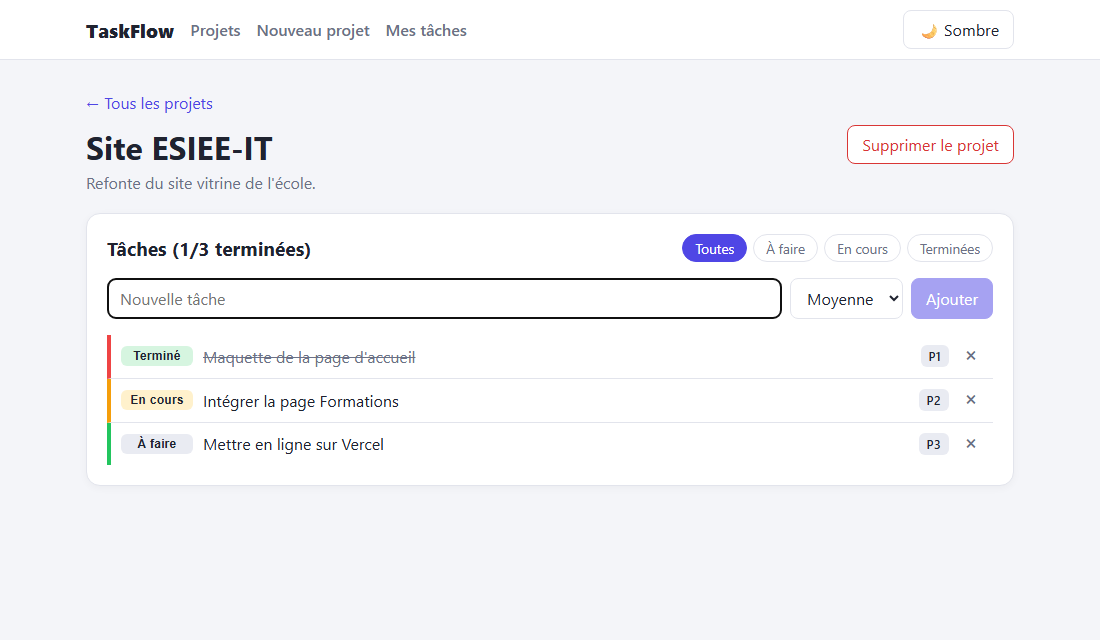 TaskFlow Projets Nouveau projet Mes tâches 🌙 Sombre
← Tous les projets
Site ESIEE-IT Supprimer le projet
Refonte du site vitrine de l'école.
Tâches (1/3 terminées) Toutes À faire En cours Terminées
Nouvelle tâche Moyenne Ajouter
Terminé Maquette de la page d'accueil P1 ✕
En cours Intégrer la page Formations P2 ✕
À faire Mettre en ligne sur Vercel P3 ✕